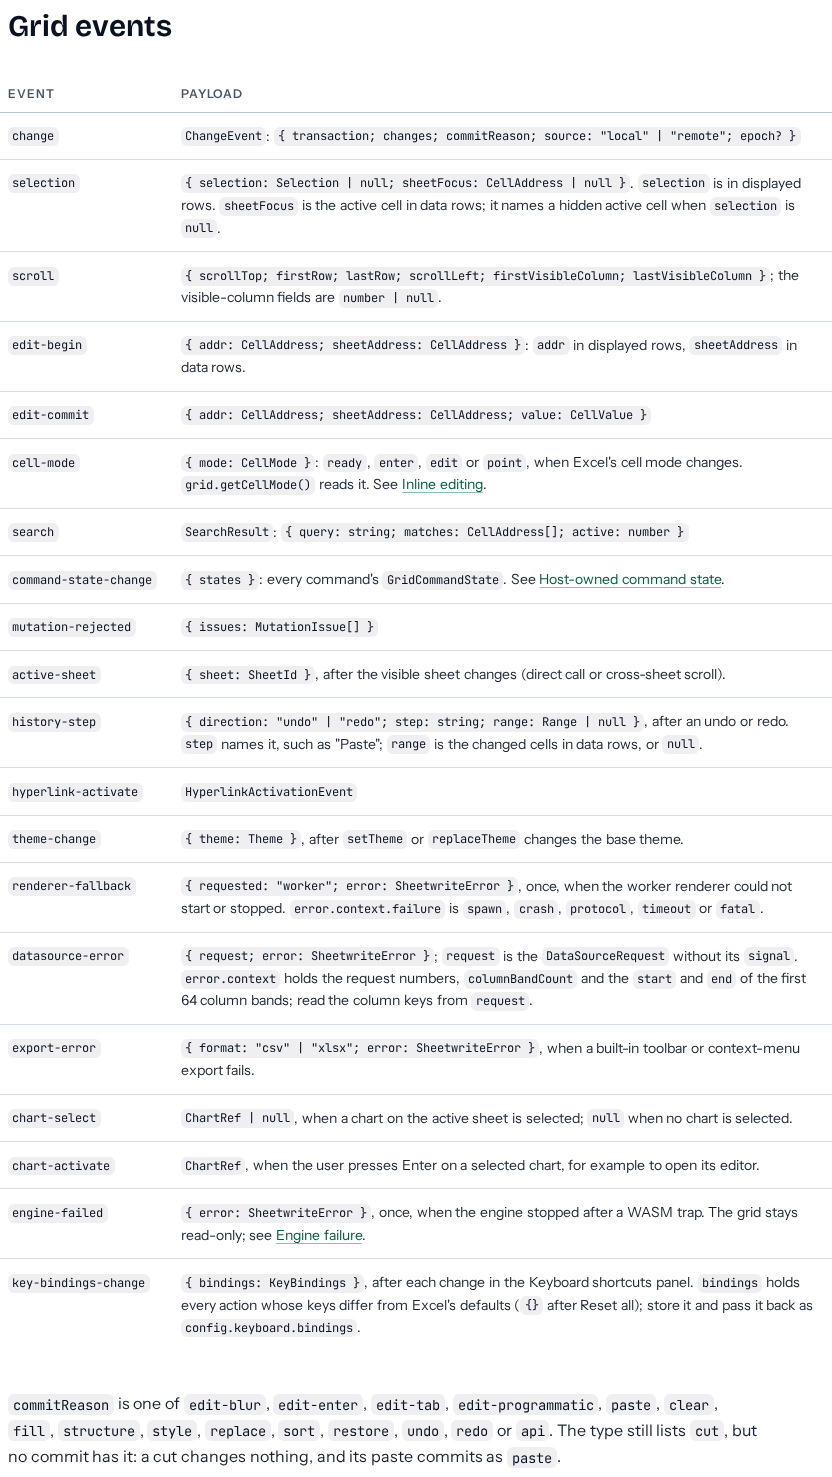 Grid events
EVENT PAYLOAD
change ChangeEvent: { transaction; changes; commitReason; source: "local" | "remote"; epoch? }
selection { selection: Selection | null; sheetFocus: CellAddress | null }. selection is in displayed
rows. sheetFocus is the active cell in data rows; it names a hidden active cell when selection is
null.
scroll { scrollTop; firstRow; lastRow; scrollLeft; firstVisibleColumn; lastVisibleColumn }; the
visible-column fields are number | null.
edit-begin { addr: CellAddress; sheetAddress: CellAddress }: addr in displayed rows, sheetAddress in
data rows.
edit-commit { addr: CellAddress; sheetAddress: CellAddress; value: CellValue }
cell-mode { mode: CellMode }: ready, enter, edit or point, when Excel's cell mode changes.
grid.getCellMode() reads it. See Inline editing.
search SearchResult: { query: string; matches: CellAddress[]; active: number }
command-state-change { states }: every command's GridCommandState. See Host-owned command state.
mutation-rejected { issues: MutationIssue[] }
active-sheet { sheet: SheetId }, after the visible sheet changes (direct call or cross-sheet scroll).
history-step { direction: "undo" | "redo"; step: string; range: Range | null }, after an undo or redo.
step names it, such as "Paste"; range is the changed cells in data rows, or null.
hyperlink-activate HyperlinkActivationEvent
theme-change { theme: Theme }, after setTheme or replaceTheme changes the base theme.
renderer-fallback { requested: "worker"; error: SheetwriteError }, once, when the worker renderer could not
start or stopped. error.context.failure is spawn, crash, protocol, timeout or fatal.
datasource-error { request; error: SheetwriteError }; request is the DataSourceRequest without its signal.
error.context holds the request numbers, columnBandCount and the start and end of the first
64 column bands; read the column keys from request.
export-error { format: "csv" | "xlsx"; error: SheetwriteError }, when a built-in toolbar or context-menu
export fails.
chart-select ChartRef | null, when a chart on the active sheet is selected; null when no chart is selected.
chart-activate ChartRef, when the user presses Enter on a selected chart, for example to open its editor.
engine-failed { error: SheetwriteError }, once, when the engine stopped after a WASM trap. The grid stays
read-only; see Engine failure.
key-bindings-change { bindings: KeyBindings }, after each change in the Keyboard shortcuts panel. bindings holds
every action whose keys differ from Excel's defaults ({} after Reset all); store it and pass it back as
config.keyboard.bindings.
commitReason is one of edit-blur, edit-enter, edit-tab, edit-programmatic, paste, clear,
fill, structure, style, replace, sort, restore, undo, redo or api. The type still lists cut, but
no commit has it: a cut changes nothing, and its paste commits as paste.